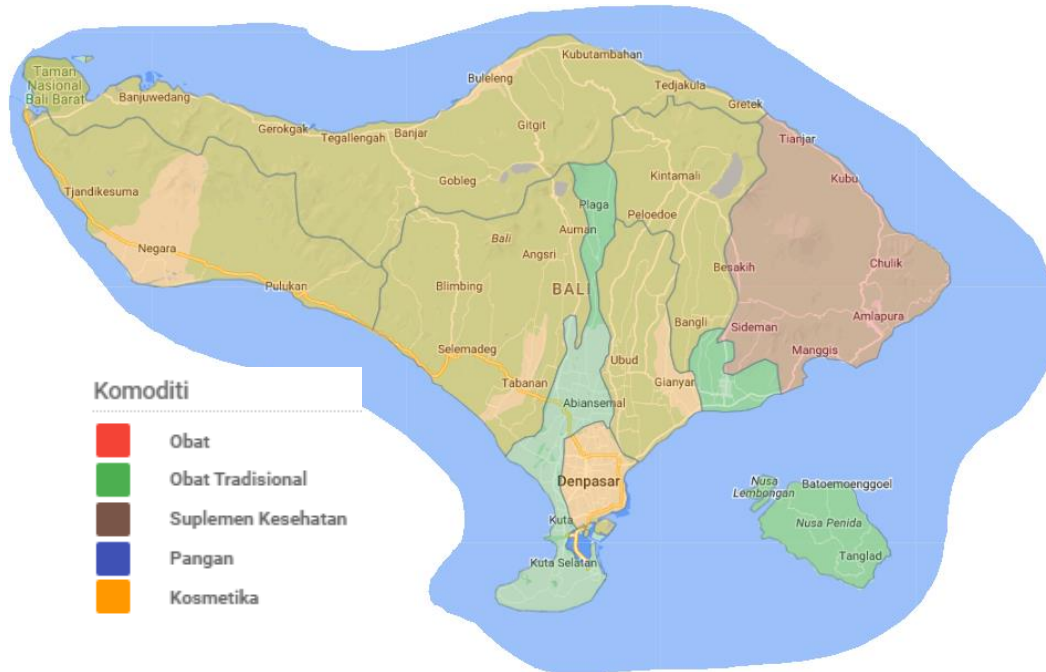 Taman
Nasional
Bali Barat
Banjuwedang
Gerokgak
Tegallengah
Banjar
Buleleng
Kubutambahan
Tedjakula
Gretek
Tianjar
Gitgit
Gobleg
Kintamali
Kubu
Tjandikesuma
Plaga
Peloedoe
Auman
Bali
Angsri
Negara
Besakih
Chulik
Pulukan
Blimbing
BALI
Amlapura
Bangli
Sideman
Selemadeg
Ubud
Manggis
Tabanan
Gianyar
Abiansemal
Denpasar
Kuta
Kuta Selatan
Nusa
Lembongan
Batoemoenggoel
Nusa Penida
Tanglad
Komoditi
Obat
Obat Tradisional
Suplemen Kesehatan
Pangan
Kosmetika